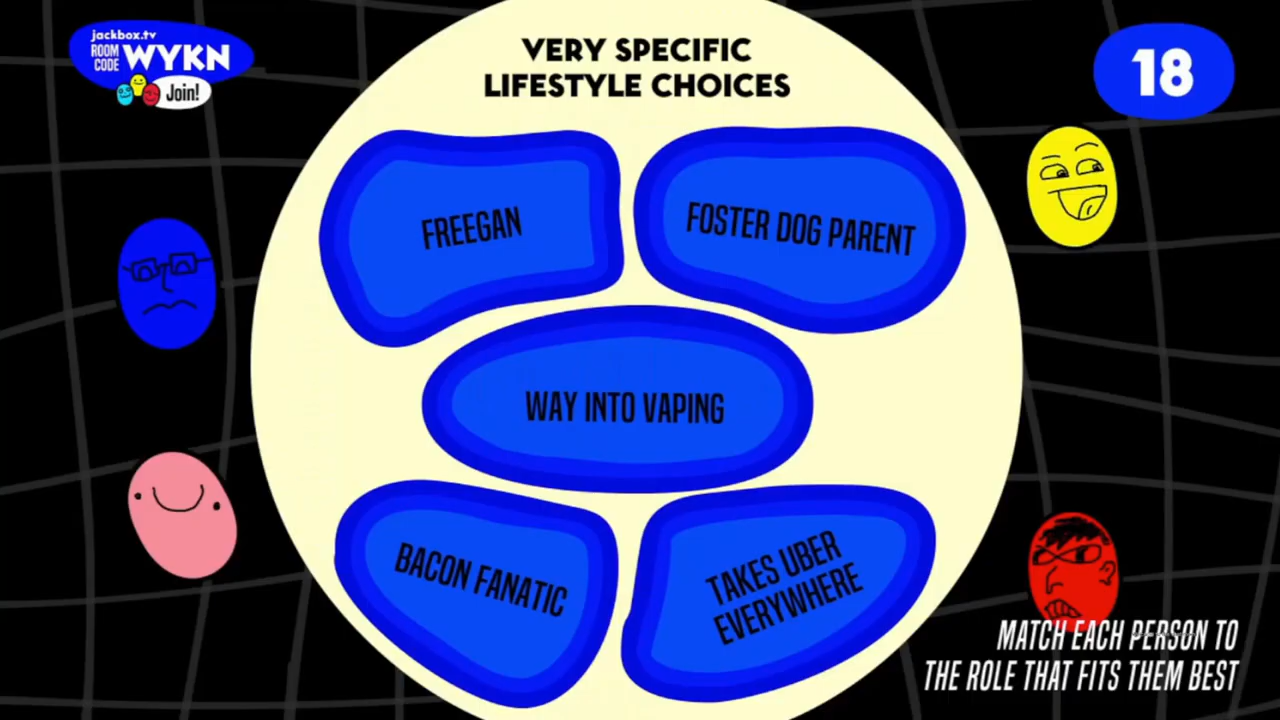 jackbox.tv
ROOM CODE WYKN
Join!
VERY SPECIFIC
LIFESTYLE CHOICES
18
FREEGAN
FOSTER DOG PARENT
WAY INTO VAPING
BACON FANATIC
TAKES UBER
EVERYWHERE
MATCH EACH PERSON TO
THE ROLE THAT FITS THEM BEST